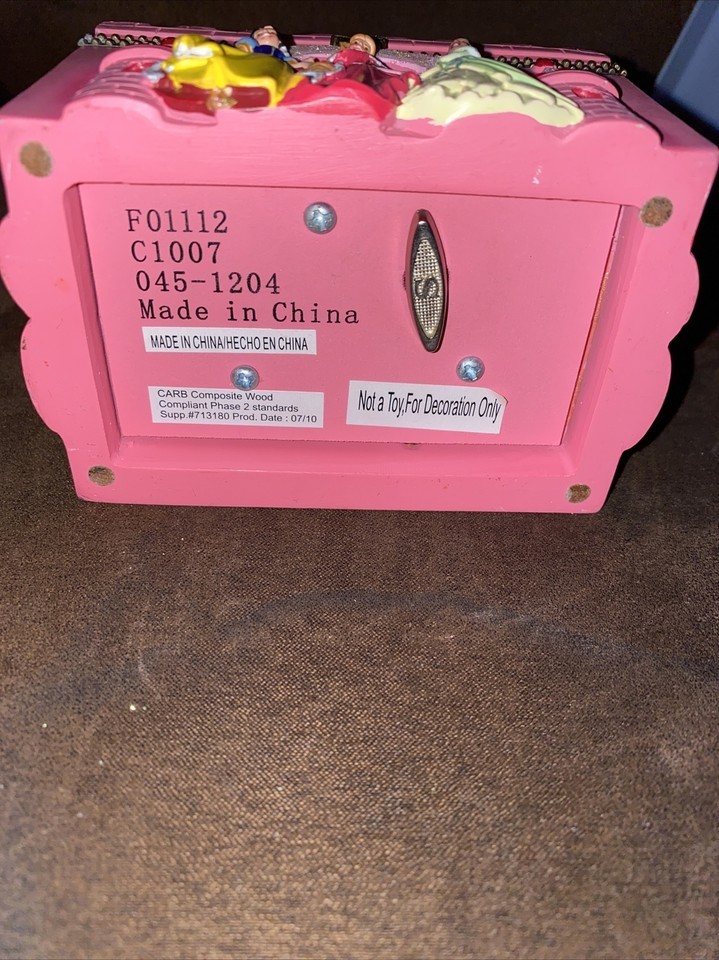 F01112
C1007
045-1204
Made in China
MADE IN CHINA/HECHO EN CHINA
CARB Composite Wood
Compliant Phase 2 standards
Supp.#713180 Prod. Date : 07/10
Not a Toy,For Decoration Only
S